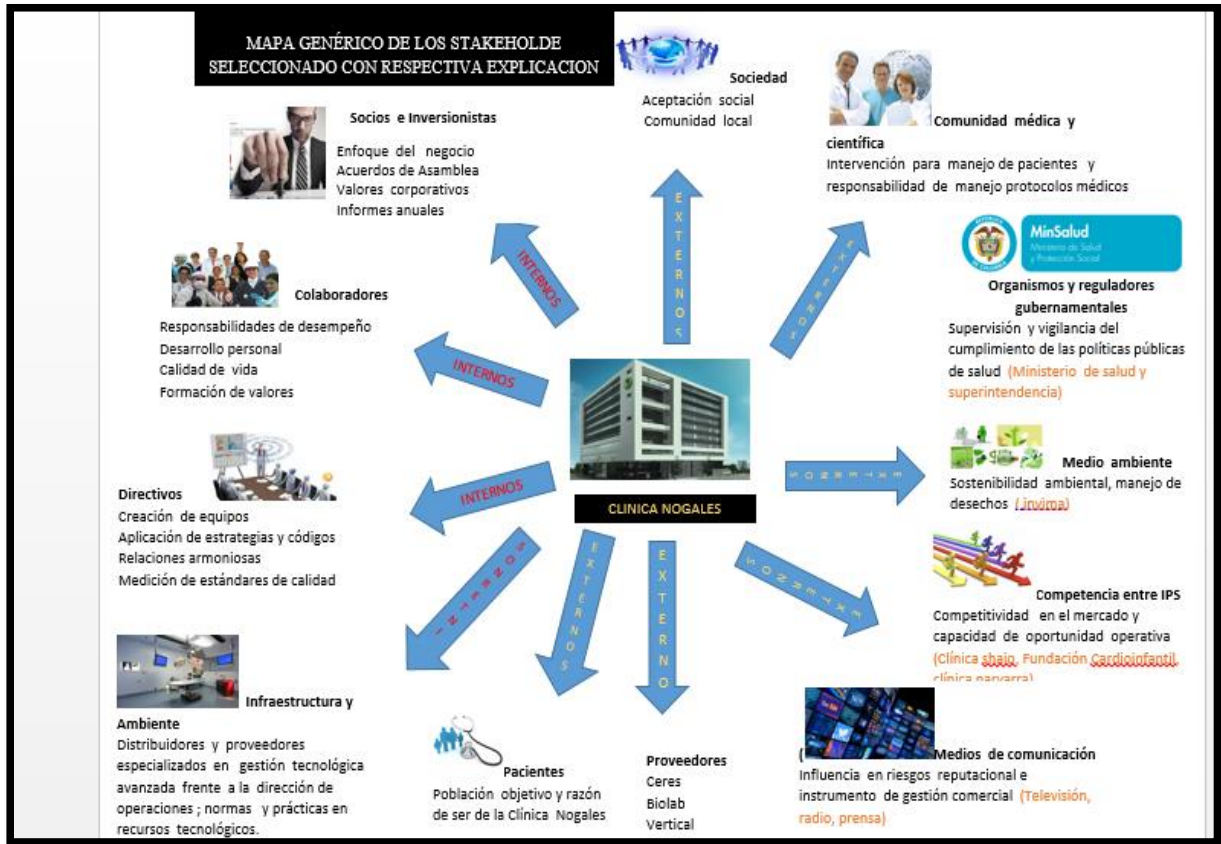 MAPA GENÉRICO DE LOS STAKEHOLDE
SELECCIONADO CON RESPECTIVA EXPLICACION
Sociedad
Aceptación social
Comunidad local
Socios e Inversionistas
Enfoque del negocio
Acuerdos de Asamblea
Valores corporativos
Informes anuales
Comunidad médica y
científica
Intervención para manejo de pacientes y
responsabilidad de manejo protocolos médicos
MinSalud
Ministerio de Salud
y Protección Social
Organismos y reguladores
gubernamentales
Supervisión y vigilancia del
cumplimiento de las políticas públicas
de salud (Ministerio de salud y
superintendencia)
Colaboradores
Responsabilidades de desempeño
Desarrollo personal
Calidad de vida
Formación de valores
INTERNOS
EXTERNOS
EXTERNOS
INTERNOS
INTERNOS
EXTERNOS
CLINICA NOGALES
Medio ambiente
Sostenibilidad ambiental, manejo de
desechos (.invima)
Directivos
Creación de equipos
Aplicación de estrategias y códigos
Relaciones armoniosas
Medición de estándares de calidad
INTERNOS
EXTERNOS
EXTERNO
EXTERNOS
Competencia entre IPS
Competitividad en el mercado y
capacidad de oportunidad operativa
(Clínica shaio, Fundación Cardioinfantil,
clínica narvarra)
Infraestructura y
Ambiente
Distribuidores y proveedores
especializados en gestión tecnológica
avanzada frente a la dirección de
operaciones ; normas y prácticas en
recursos tecnológicos.
Pacientes
Población objetivo y razón
de ser de la Clínica Nogales
Proveedores
Ceres
Biolab
Vertical
(Medios de comunicación
Influencia en riesgos reputacional e
instrumento de gestión comercial (Televisión,
radio, prensa)